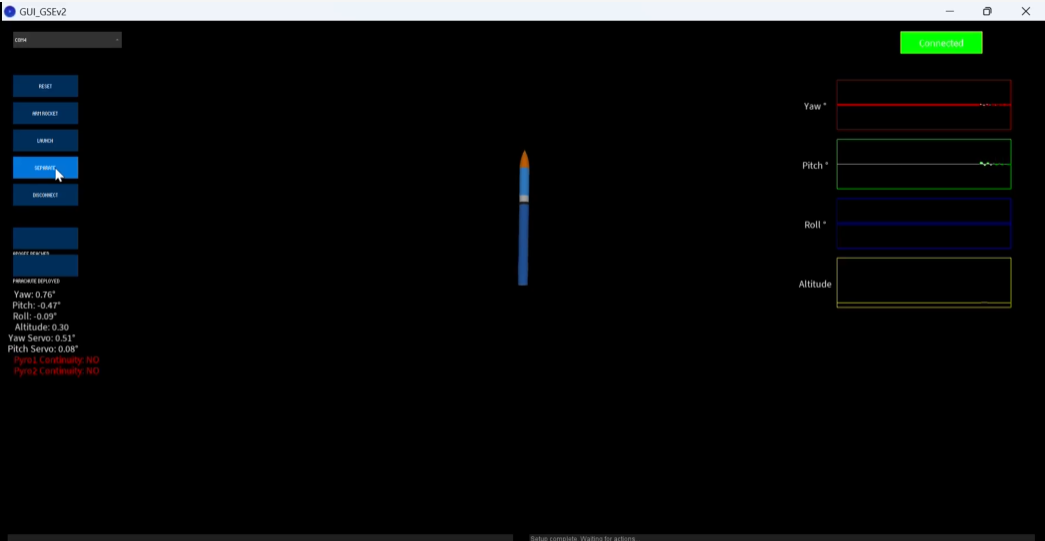 GUI_GSEv2
COM4
Connected
RESET
ARM ROCKET
LAUNCH
SEPARATE
DISCONNECT
APOGEE REACHED
PARACHUTE DEPLOYED
Yaw: 0.76°
Pitch: -0.47°
Roll: -0.09°
Altitude: 0.30
Yaw Servo: 0.51°
Pitch Servo: 0.08°
Pyro1 Continuity: NO
Pyro2 Continuity: NO
Yaw °
Pitch °
Roll °
Altitude
Setup complete. Waiting for actions.